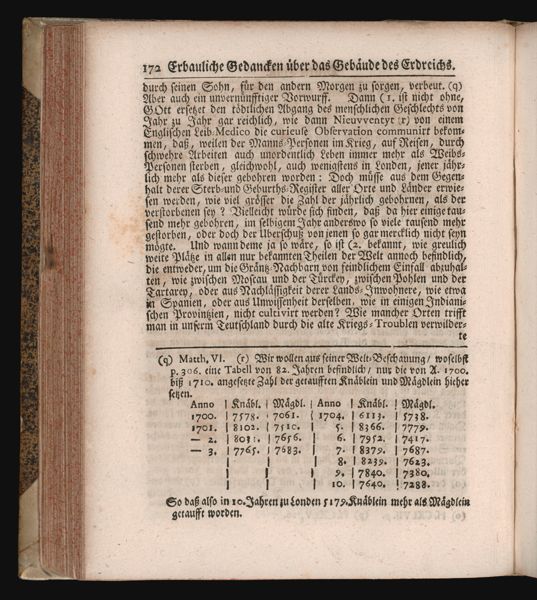 172 Erbauliche Gedancken über das Gebäude des Erdreichs.
durch seinen Sohn, für den andern Morgen zu sorgen, verbeut. (q)
Aber auch ein unvernünfftiger Vorwurff. Dann (1. ist nicht ohne,
GOtt ersetzt den tödtlichen Abgang des menschlichen Geschlechts von
Jahr zu Jahr gar reichlich, wie dann Nieuvventyt (r) von einem
Englischen Leib-Medico die curieuse Observation communirt bekom-
men, daß, weilen der Manns-Personen im Krieg, auf Reisen, durch
schwehre Arbeiten auch unordentlich Leben immer mehr als Weibs-
Personen sterben, gleichwohl, auch wenigstens in Londen, jener jähr-
lich mehr als dieser gebohren worden: Doch müsse aus dem Gegen-
halt derer Sterb- und Geburths-Register aller Orte und Länder erwie-
sen werden, wie viel grösser die Zahl der jährlich gebohrnen, als der
verstorbenen sey? Vielleicht würde sich finden, daß da hier einige tau-
send mehr gebohren, im selbigem Jahr anderswo so viele tausend mehr
gestorben, oder doch der Uberschuß von jenen so gar mercklich nicht seyn
mögte. Und wann deme ja so wäre, so ist (2. bekannt, wie greulich
weite Plätze in allen nur bekannten Theilen der Welt annoch befindlich,
die entweder, um die Gräntz-Nachbarn von feindlichem Einfall abzuhal-
ten, wie zwischen Moscau und der Türckey, zwischen Pohlen und der
Tartarey, oder aus Nachlässigkeit derer Lands-Inwohnere, wie etwa
in Spanien, oder aus Unwissenheit derselben, wie in einigen Indiani-
schen Provinzien, nicht cultivirt werden? Wie mancher Orten trifft
man in unserm Teutschland durch die alte Kriegs-Troublen verwilder-
te
(q) Matth, VI. (r) Wir wollen aus seiner Welt-Beschauung / woselbst
p. 306. eine Tabell von 82. Jahren befindlich / nur die von A. 1700.
biß 1710. angesetzte Zahl der getaufften Knäblein und Mägdlein hieher
setzen.
Anno | Knäbl. | Mägdl. Anno | Knäbl. | Mägdl.
1700. | 7578. | 7061. 1704. | 6113. | 5738.
1701. | 8102. | 7510. 5. | 8366. | 7779.
— 2. | 8031. | 7656. 6. | 7952. | 7417.
— 3. | 7765. | 7683. 7. | 8379. | 7687.
8. | 8239. | 7623.
9. | 7840. | 7380.
10. | 7640. | 7288.
So daß also in 10. Jahren zu Londen 5179. Knäblein mehr als Mägdlein
getaufft worden.